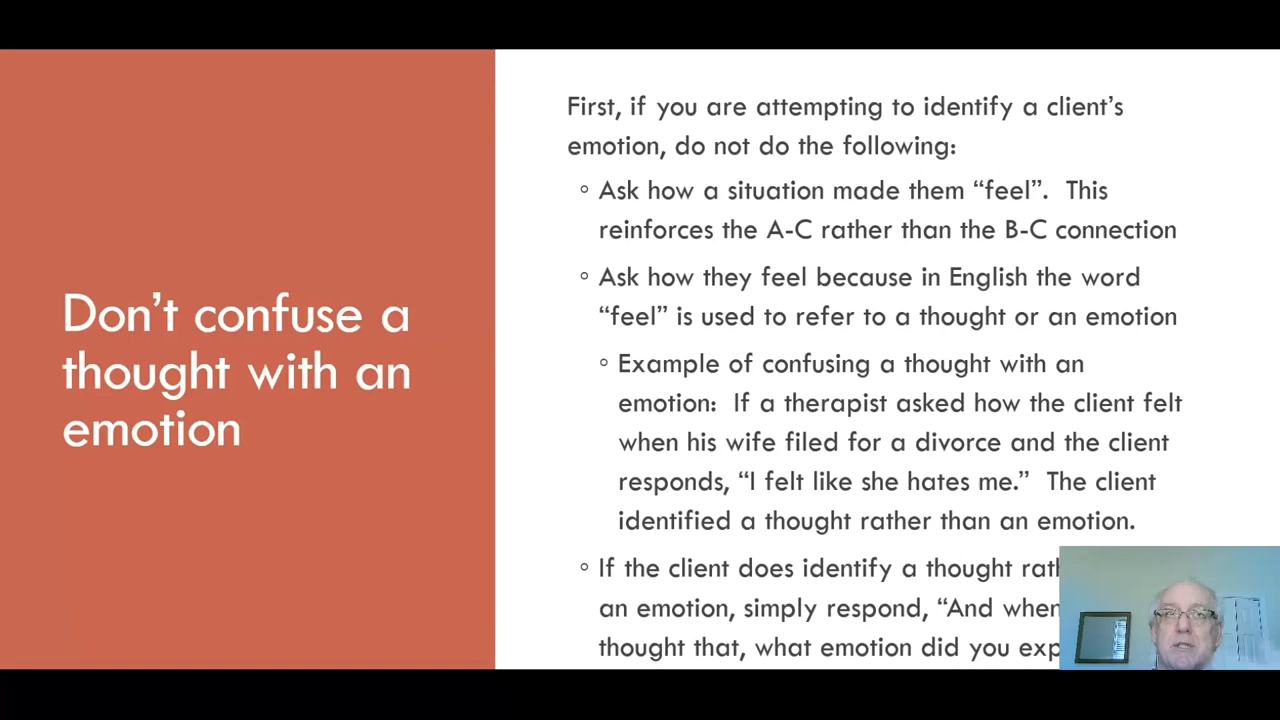 Don’t confuse a
thought with an
emotion
First, if you are attempting to identify a client’s
emotion, do not do the following:
Ask how a situation made them “feel”.  This
reinforces the A-C rather than the B-C connection
Ask how they feel because in English the word
“feel” is used to refer to a thought or an emotion
Example of confusing a thought with an
emotion:  If a therapist asked how the client felt
when his wife filed for a divorce and the client
responds, “I felt like she hates me.”  The client
identified a thought rather than an emotion.
If the client does identify a thought
an emotion, simply respond, “And when
thought that, what emotion did you